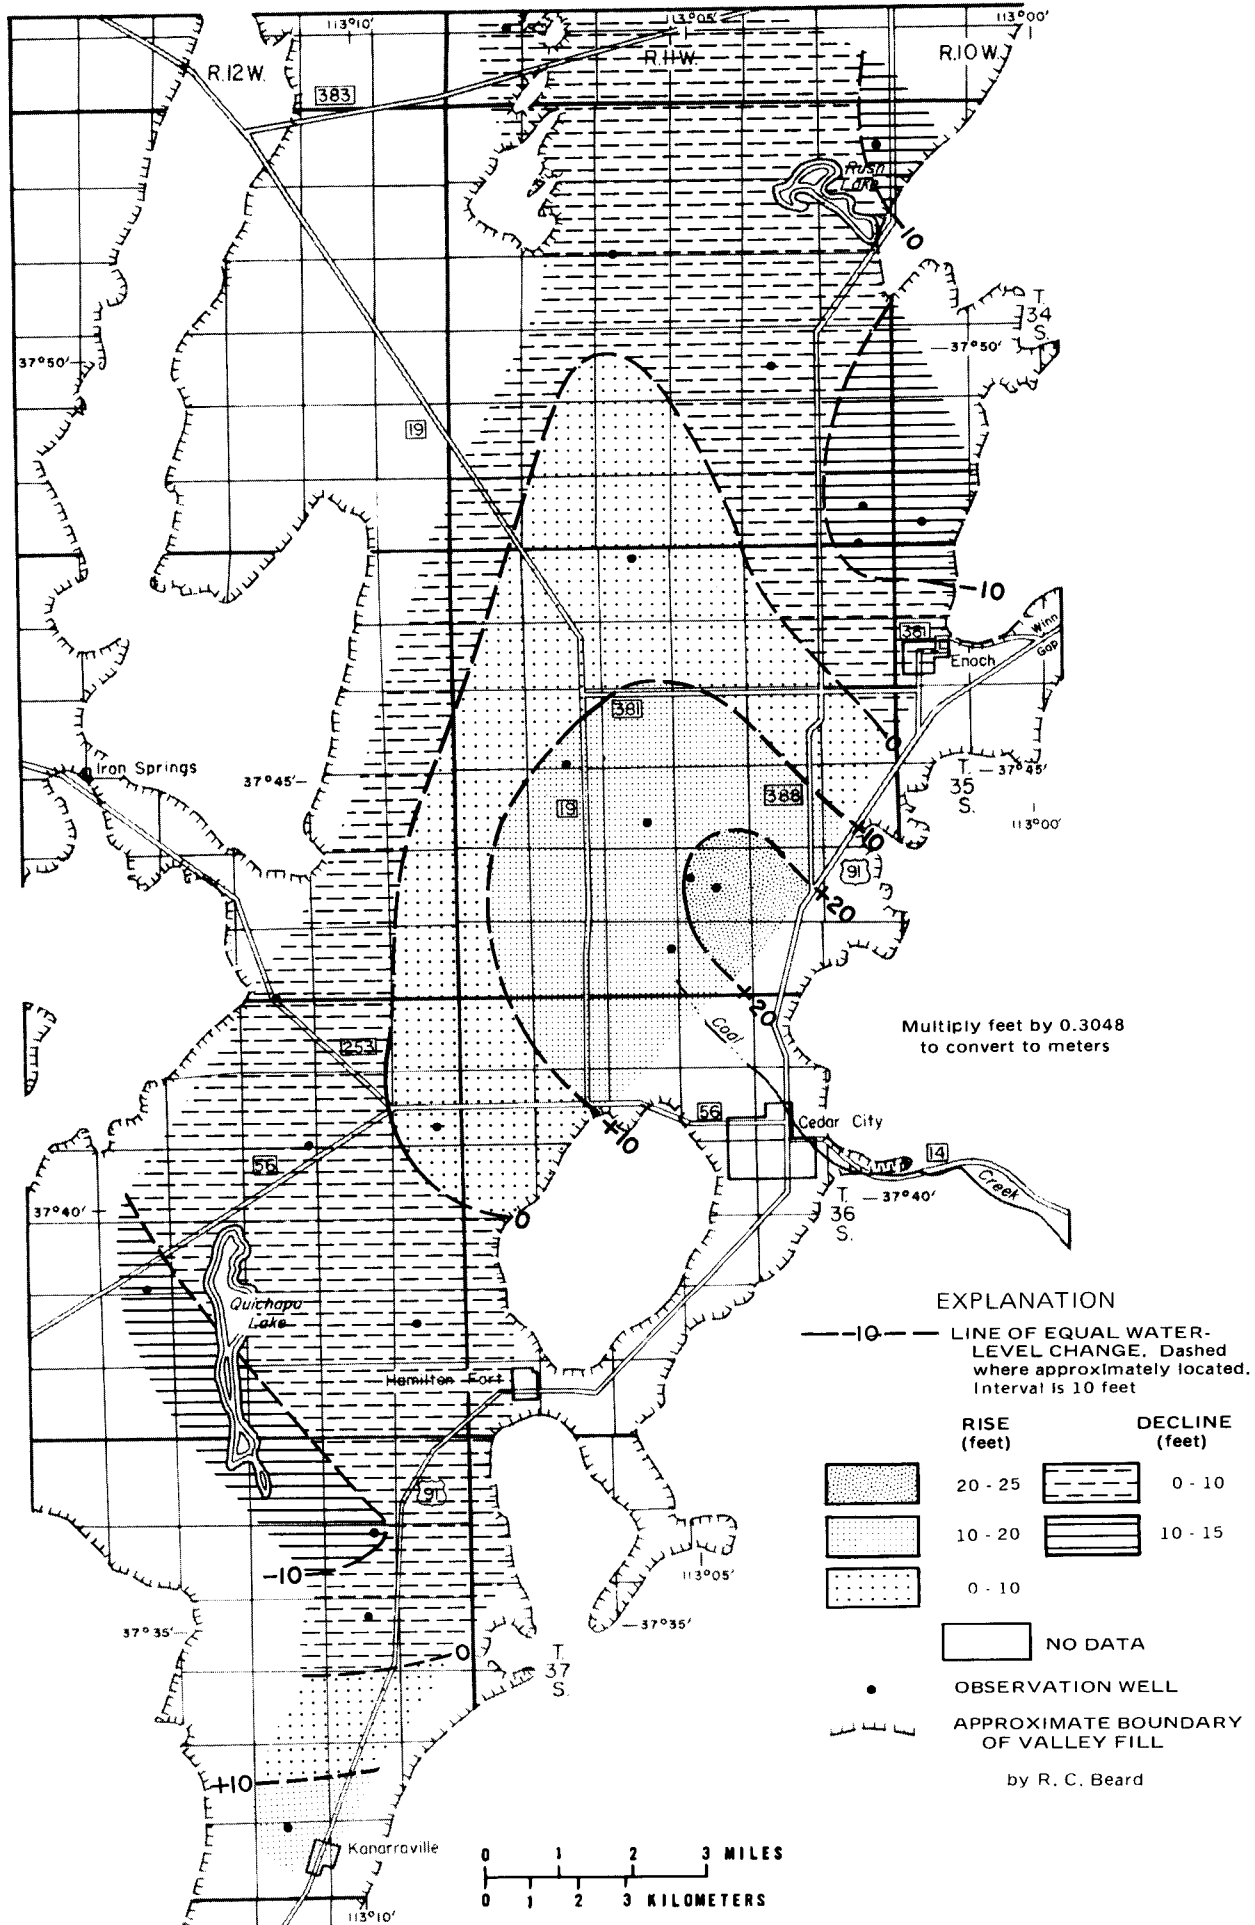 113°10'
113°05'
113°00'
R.12W.
R.11W.
R.10W.
383
Rush
Lake
-10
T.
34
S.
37°50'
37°50'
19
-10
381
Winn
Gap
Enoch
381
0
Iron Springs
37°45'
T.
35
S.
37°45'
388
19
113°00'
+10
91
+20
+20
Coal
Multiply feet by 0.3048
to convert to meters
253
56
+10
Cedar City
14
Creek
56
T.
36
S.
37°40'
37°40'
0
Quichapa
Lake
Hamilton Fort
91
-10
113°05'
37°35'
37°35'
0
T.
37
S.
+10
Kanarraville
113°10'
EXPLANATION
-10- LINE OF EQUAL WATER-
LEVEL CHANGE. Dashed
where approximately located.
Interval is 10 feet
RISE DECLINE
(feet) (feet)
20 - 25 0 - 10
10 - 20 10 - 15
0 - 10
NO DATA
OBSERVATION WELL
APPROXIMATE BOUNDARY
OF VALLEY FILL
by R. C. Beard
0 1 2 3 MILES
0 1 2 3 KILOMETERS